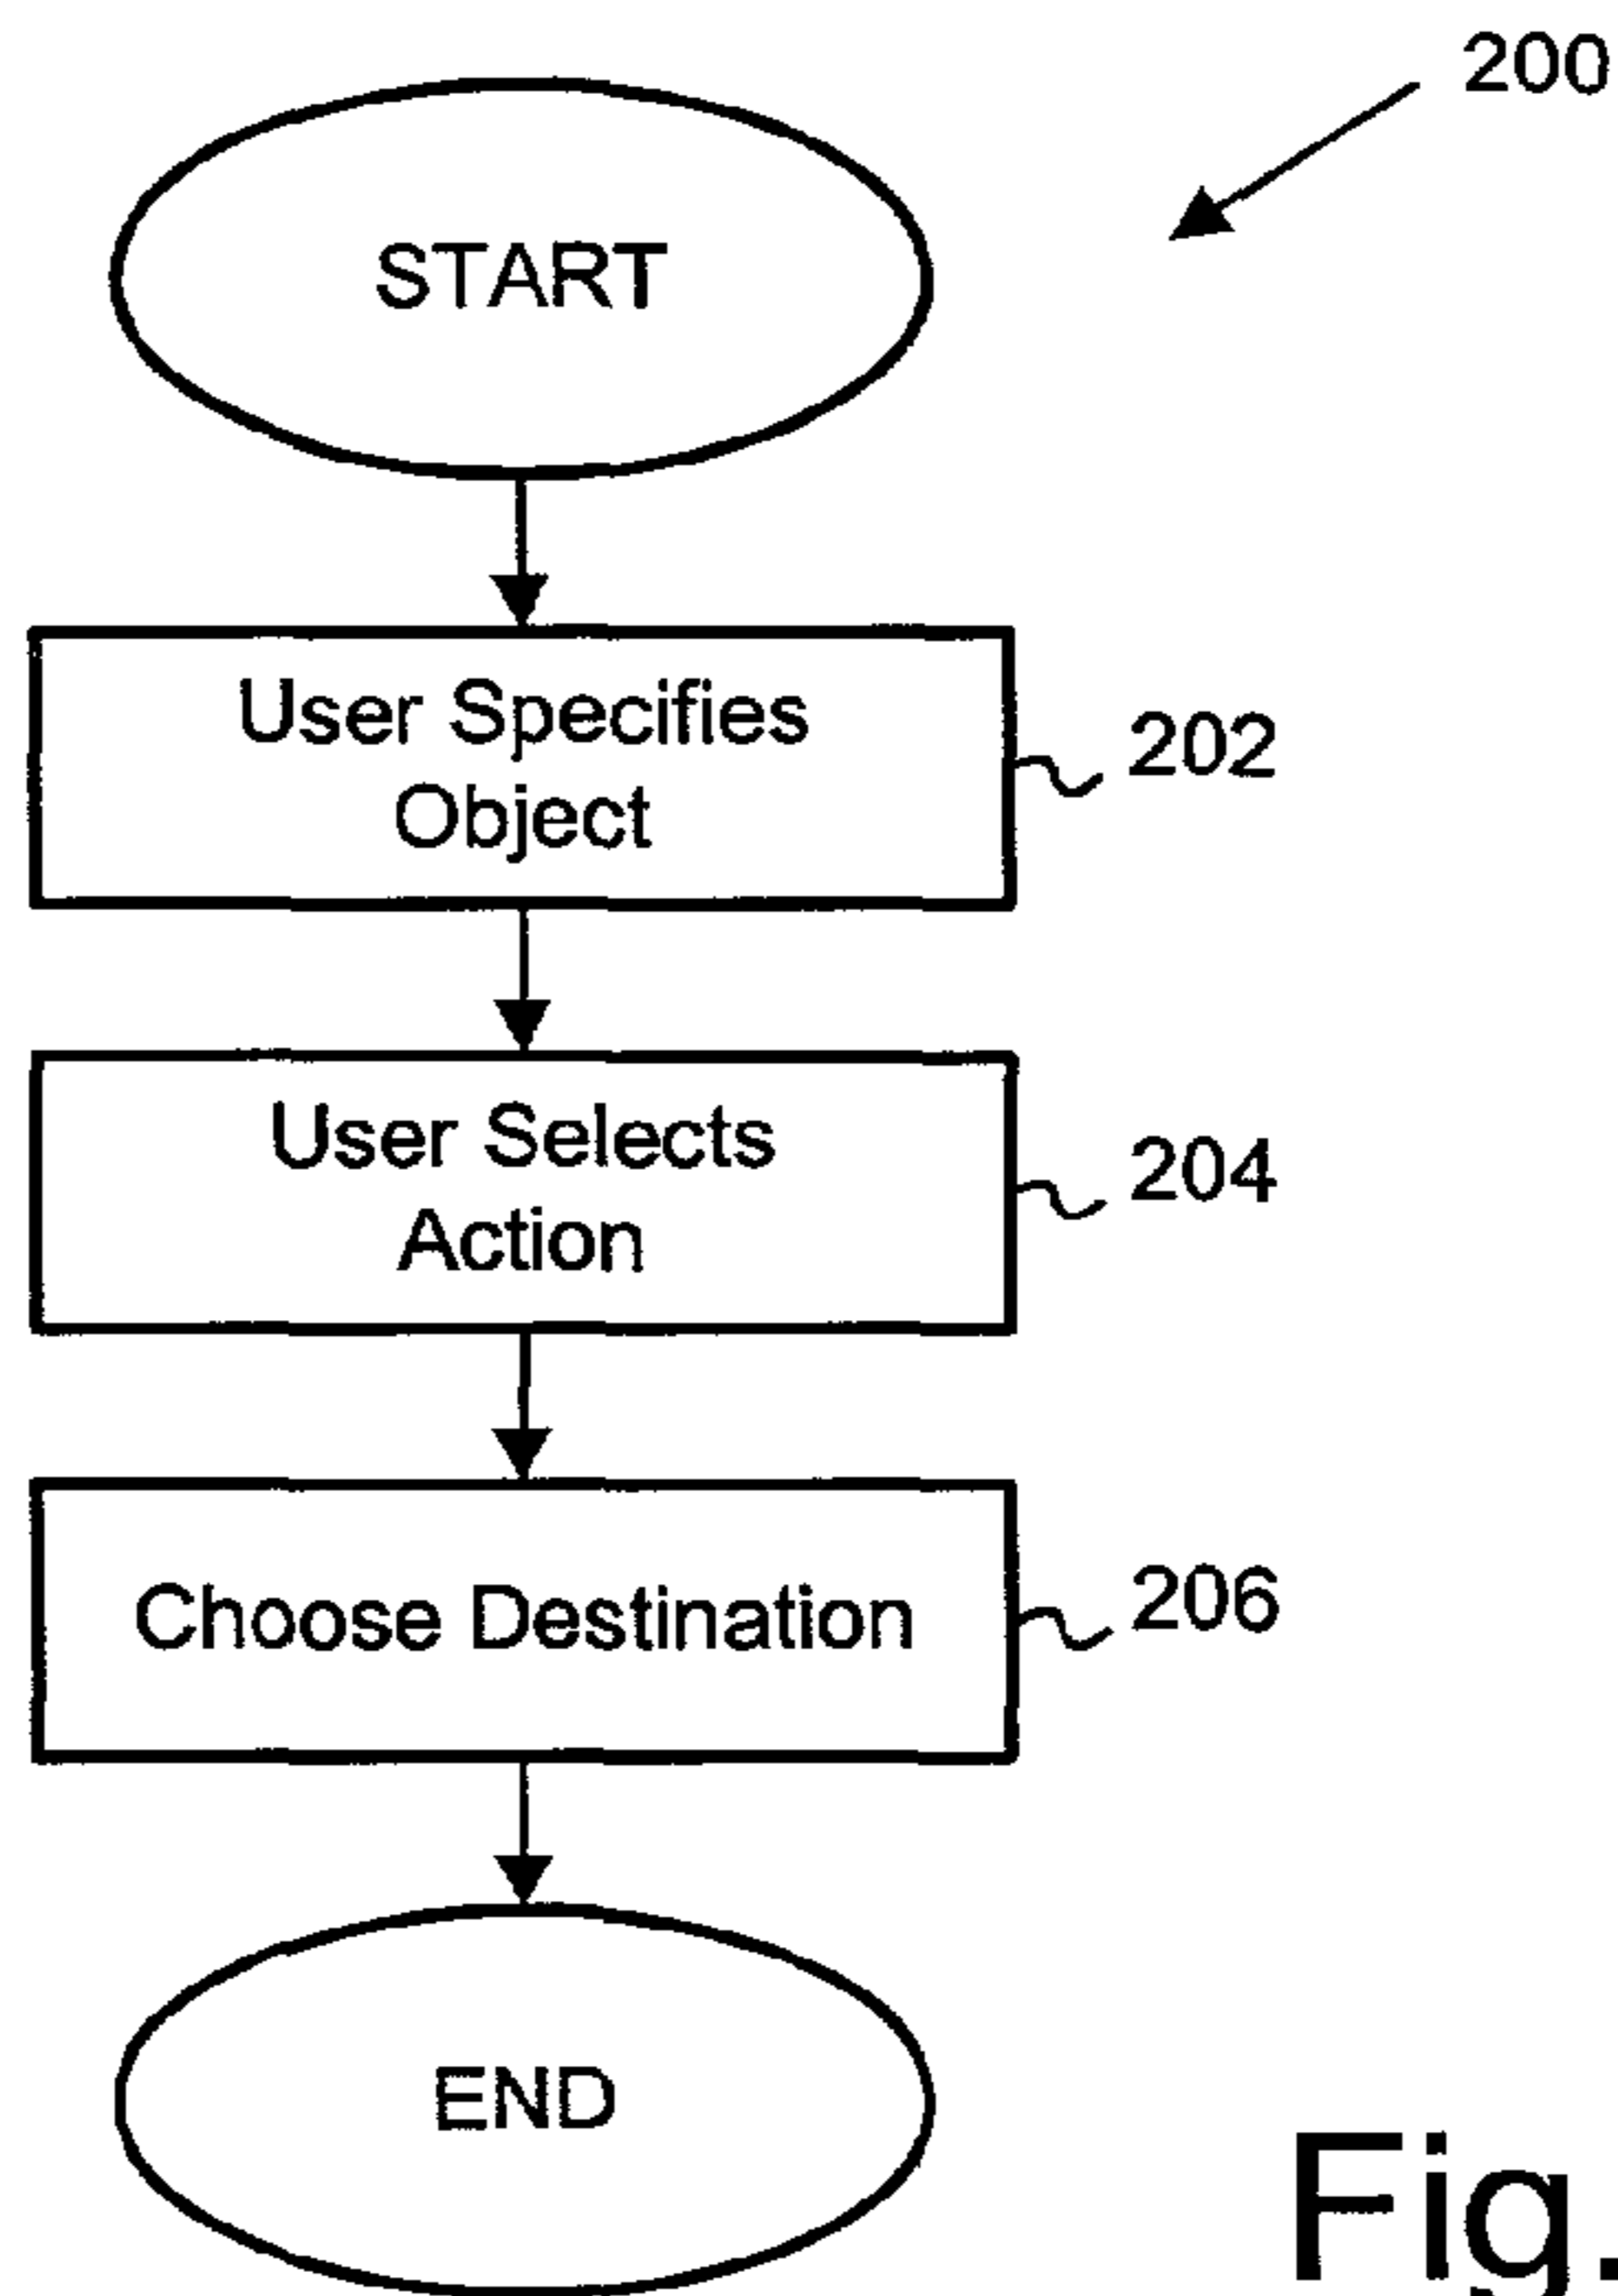 200
START
User Specifies
Object
202
User Selects
Action
204
Choose Destination
206
END
Fig.